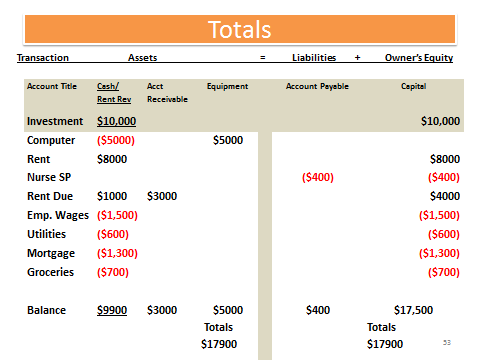 Totals
Transaction Assets = Liabilities + Owner's Equity
Account Title Cash/ Acct Equipment Account Payable Capital
Rent Rev Receivable
Investment $10,000 $10,000
Computer ($5000) $5000
Rent $8000 $8000
Nurse SP ($400) ($400)
Rent Due $1000 $3000 $4000
Emp. Wages ($1,500) ($1,500)
Utilities ($600) ($600)
Mortgage ($1,300) ($1,300)
Groceries ($700) ($700)
Balance $9900 $3000 $5000 $400 $17,500
Totals Totals
$17900 $17900 53